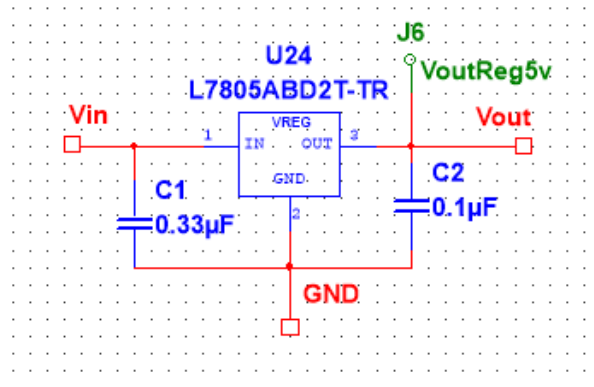 J6
U24
VoutReg5v
L7805ABD2T-TR
Vin
VREG
Vout
1
IN
OUT
3
GND
C1
C2
0.33µF
2
0.1µF
GND